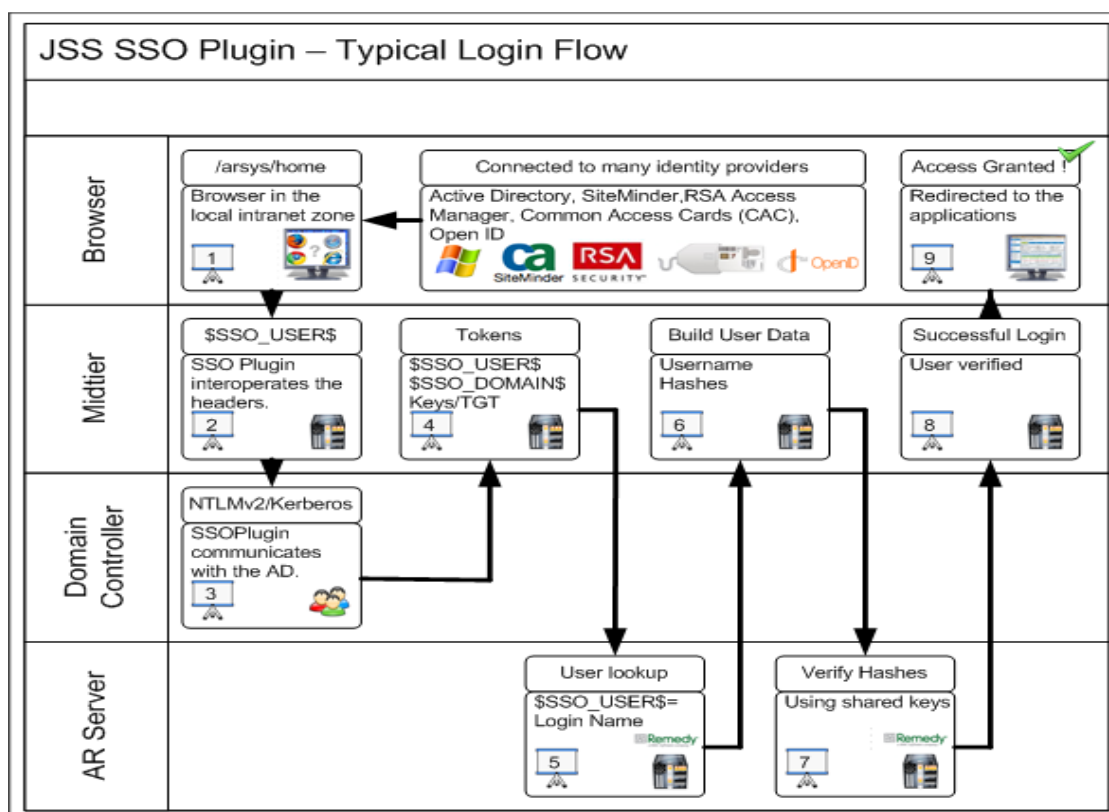 JSS SSO Plugin – Typical Login Flow
Browser
/arsys/home
Browser in the
local intranet zone
?
1
Connected to many identity providers
Active Directory, SiteMinder,RSA Access
Manager, Common Access Cards (CAC),
Open ID
ca
SiteMinder
RSA
SECURITY
OpenID
Access Granted !
Redirected to the
applications
9
Midtier
$SSO_USER$
SSO Plugin
interoperates the
headers.
2
Tokens
$SSO_USER$
$SSO_DOMAIN$
Keys/TGT
4
Build User Data
Username
Hashes
6
Successful Login
User verified
8
Domain
Controller
NTLMv2/Kerberos
SSOPlugin
communicates
with the AD.
3
AR Server
User lookup
$SSO_USER$=
Login Name
Remedy
5
Verify Hashes
Using shared keys
Remedy
7